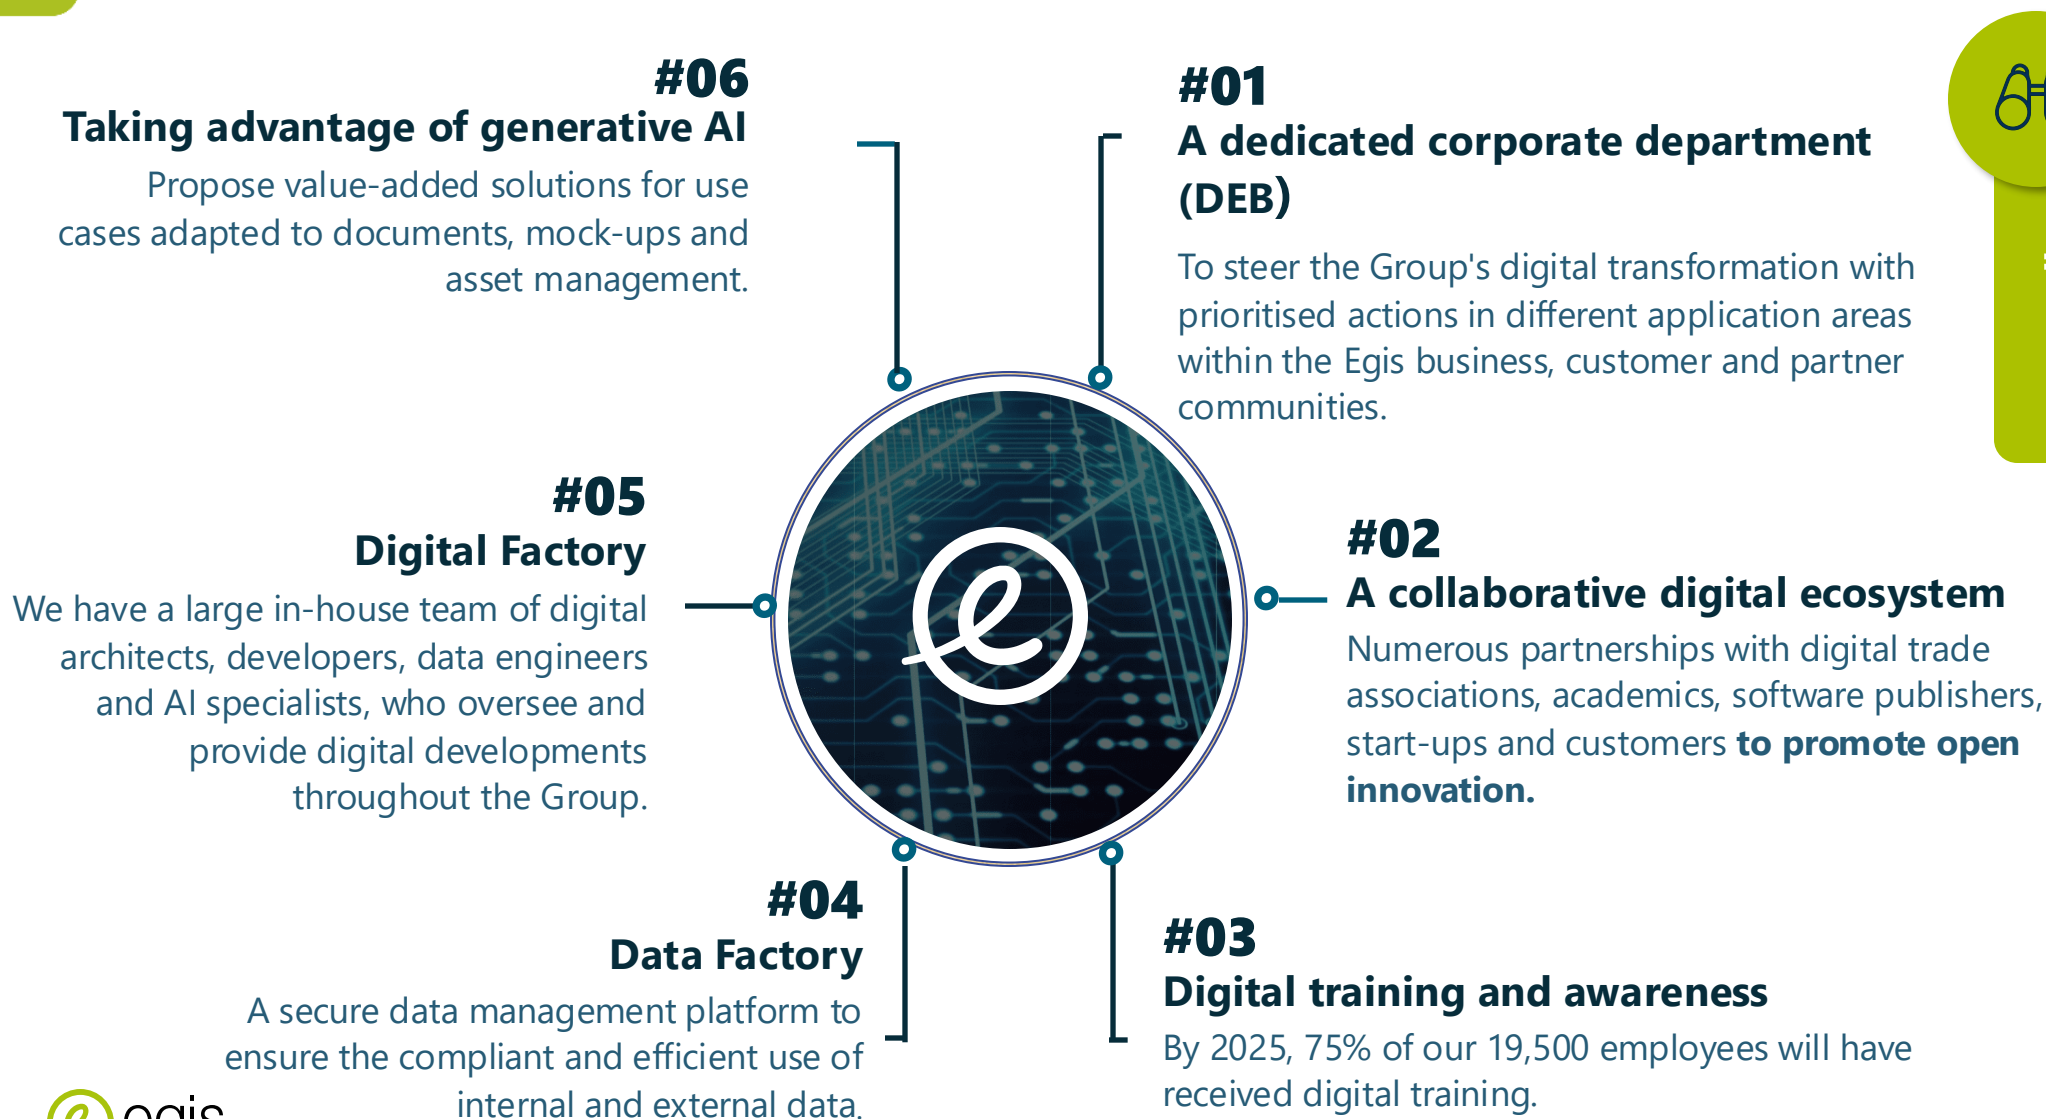 #06
Taking advantage of generative AI
Propose value-added solutions for use
cases adapted to documents, mock-ups and
asset management.
#01
A dedicated corporate department
(DEB)
To steer the Group's digital transformation with
prioritised actions in different application areas
within the Egis business, customer and partner
communities.
#05
Digital Factory
We have a large in-house team of digital
architects, developers, data engineers
and AI specialists, who oversee and
provide digital developments
throughout the Group.
#02
A collaborative digital ecosystem
Numerous partnerships with digital trade
associations, academics, software publishers,
start-ups and customers to promote open
innovation.
#04
Data Factory
A secure data management platform to
ensure the compliant and efficient use of
internal and external data.
#03
Digital training and awareness
By 2025, 75% of our 19,500 employees will have
received digital training.
egis